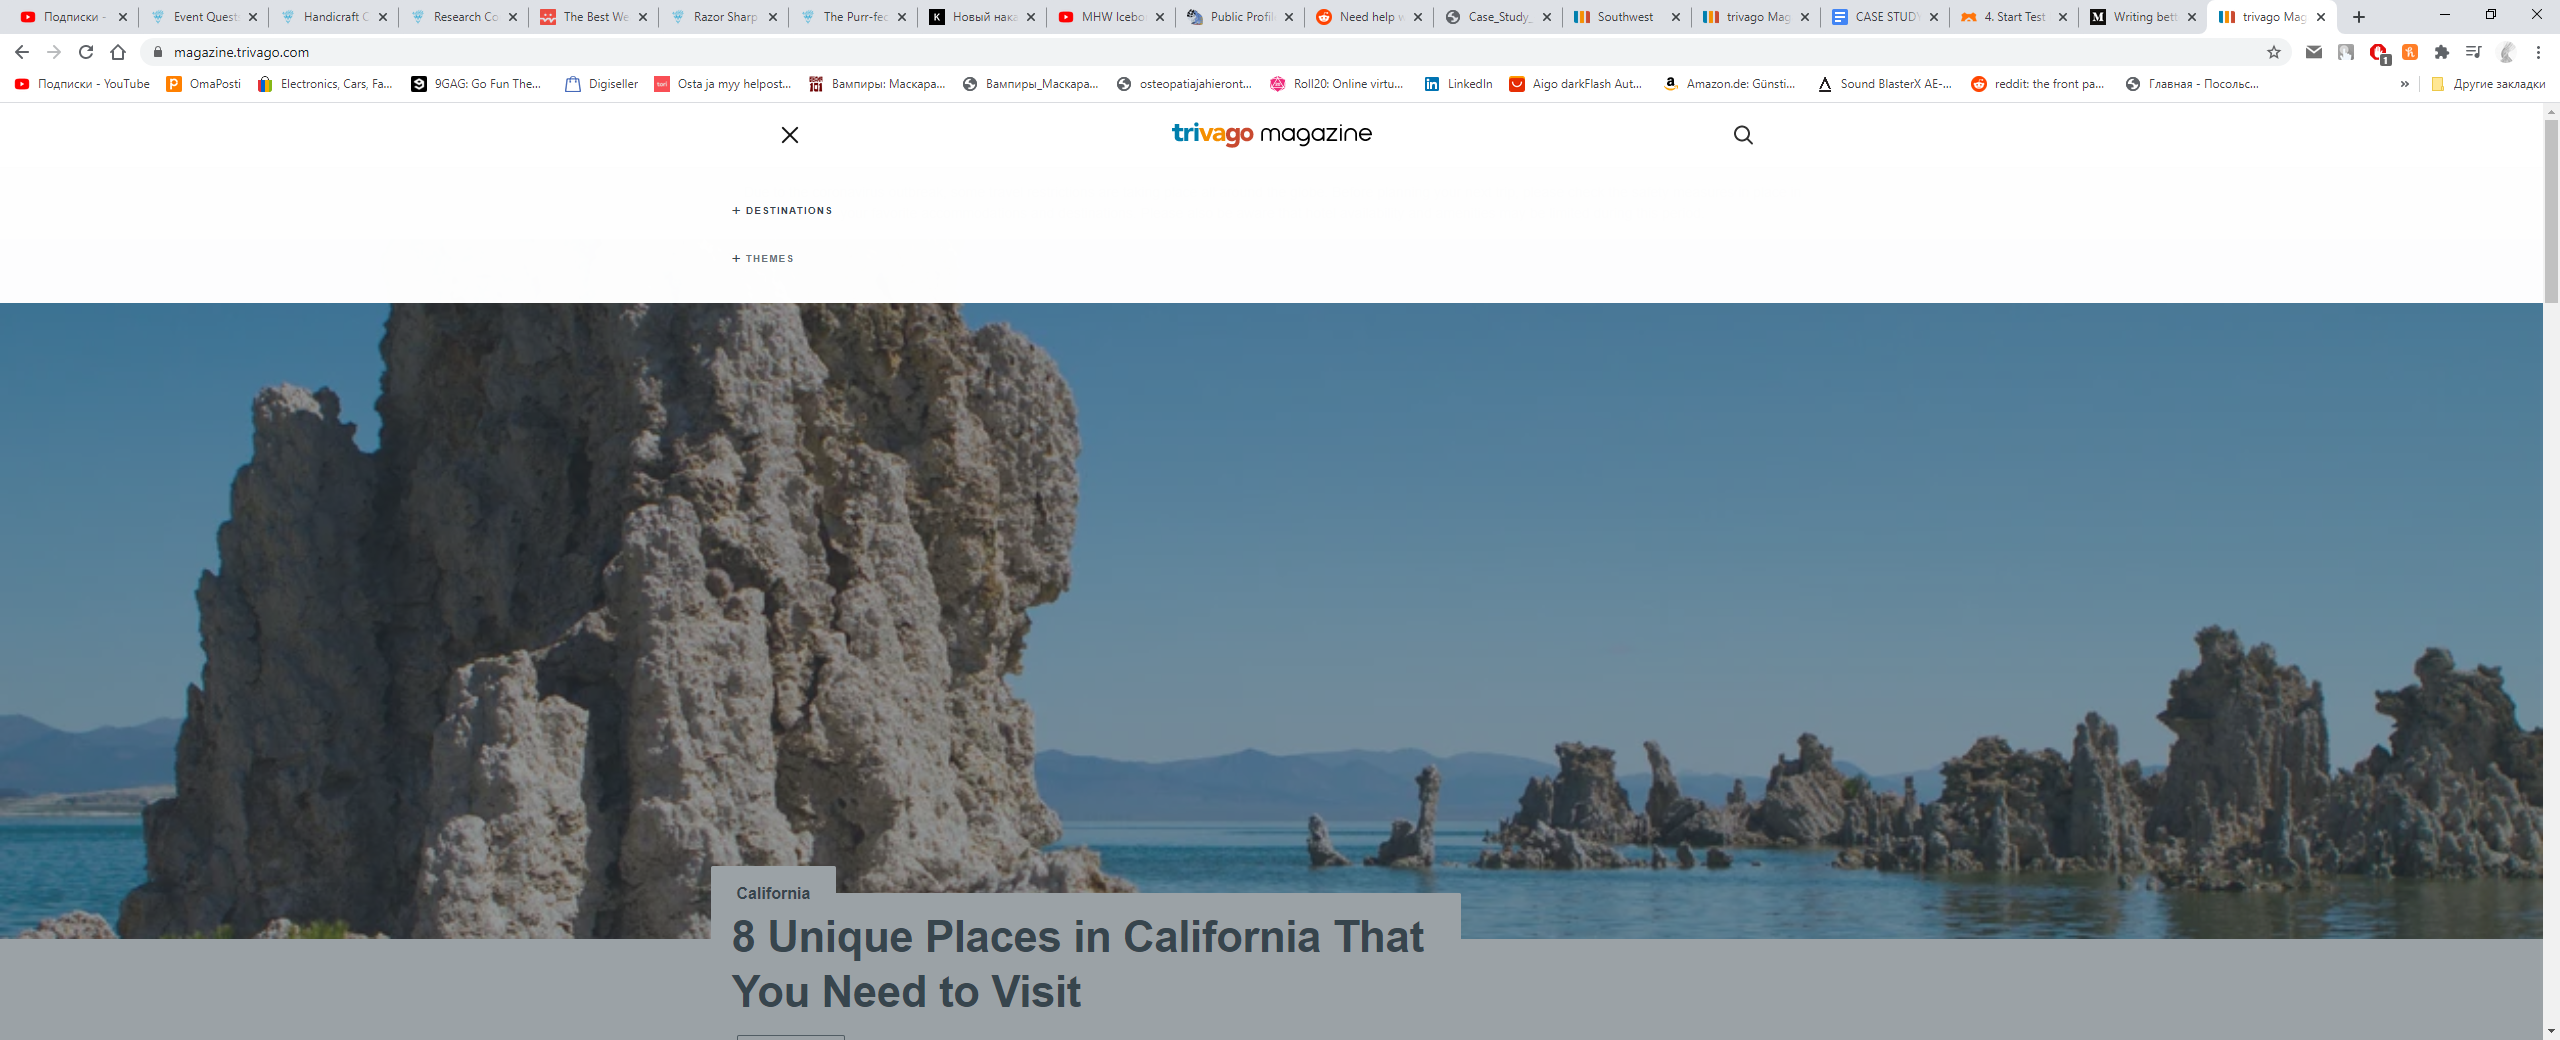 Подписки -
Event Quest
Handicraft C
Research Co
The Best We
Razor Sharp
The Purr-fec
Новый нака
MHW Icebo
Public Profil
Need help w
Case_Study_
Southwest
trivago Mag
CASE STUDY
4. Start Test
Writing bett
trivago Mag
magazine.trivago.com
1
Подписки - YouTube
OmaPosti
Electronics, Cars, Fa...
9GAG: Go Fun The...
Digiseller
Osta ja myy helpost...
Вампиры: Маскара...
Вампиры_Маскара...
osteopatiajahieront...
Roll20: Online virtu...
LinkedIn
Aigo darkFlash Aut...
Amazon.de: Günsti...
Sound BlasterX AE-...
reddit: the front pa...
Главная - Посольс...
»
Другие закладки
trivago magazine
+ DESTINATIONS
+ THEMES
California
8 Unique Places in California That
You Need to Visit